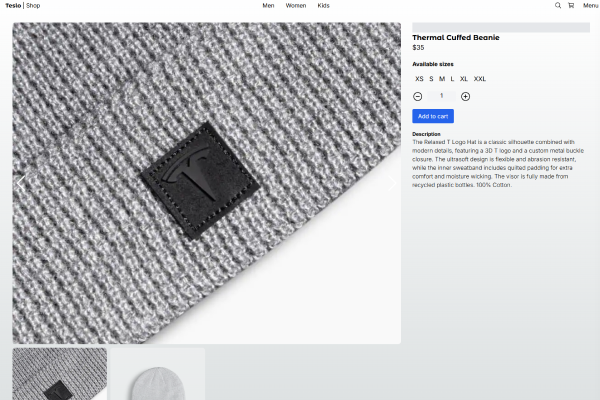 Teslo | Shop
Men
Women
Kids
Menu
Thermal Cuffed Beanie
$35
Available sizes
XS S M L XL XXL
1
Add to cart
Description
The Relaxed T Logo Hat is a classic silhouette combined with
modern details, featuring a 3D T logo and a custom metal buckle
closure. The ultrasoft design is flexible and abrasion resistant,
while the inner sweatband includes quilted padding for extra
comfort and moisture wicking. The visor is fully made from
recycled plastic bottles. 100% Cotton.